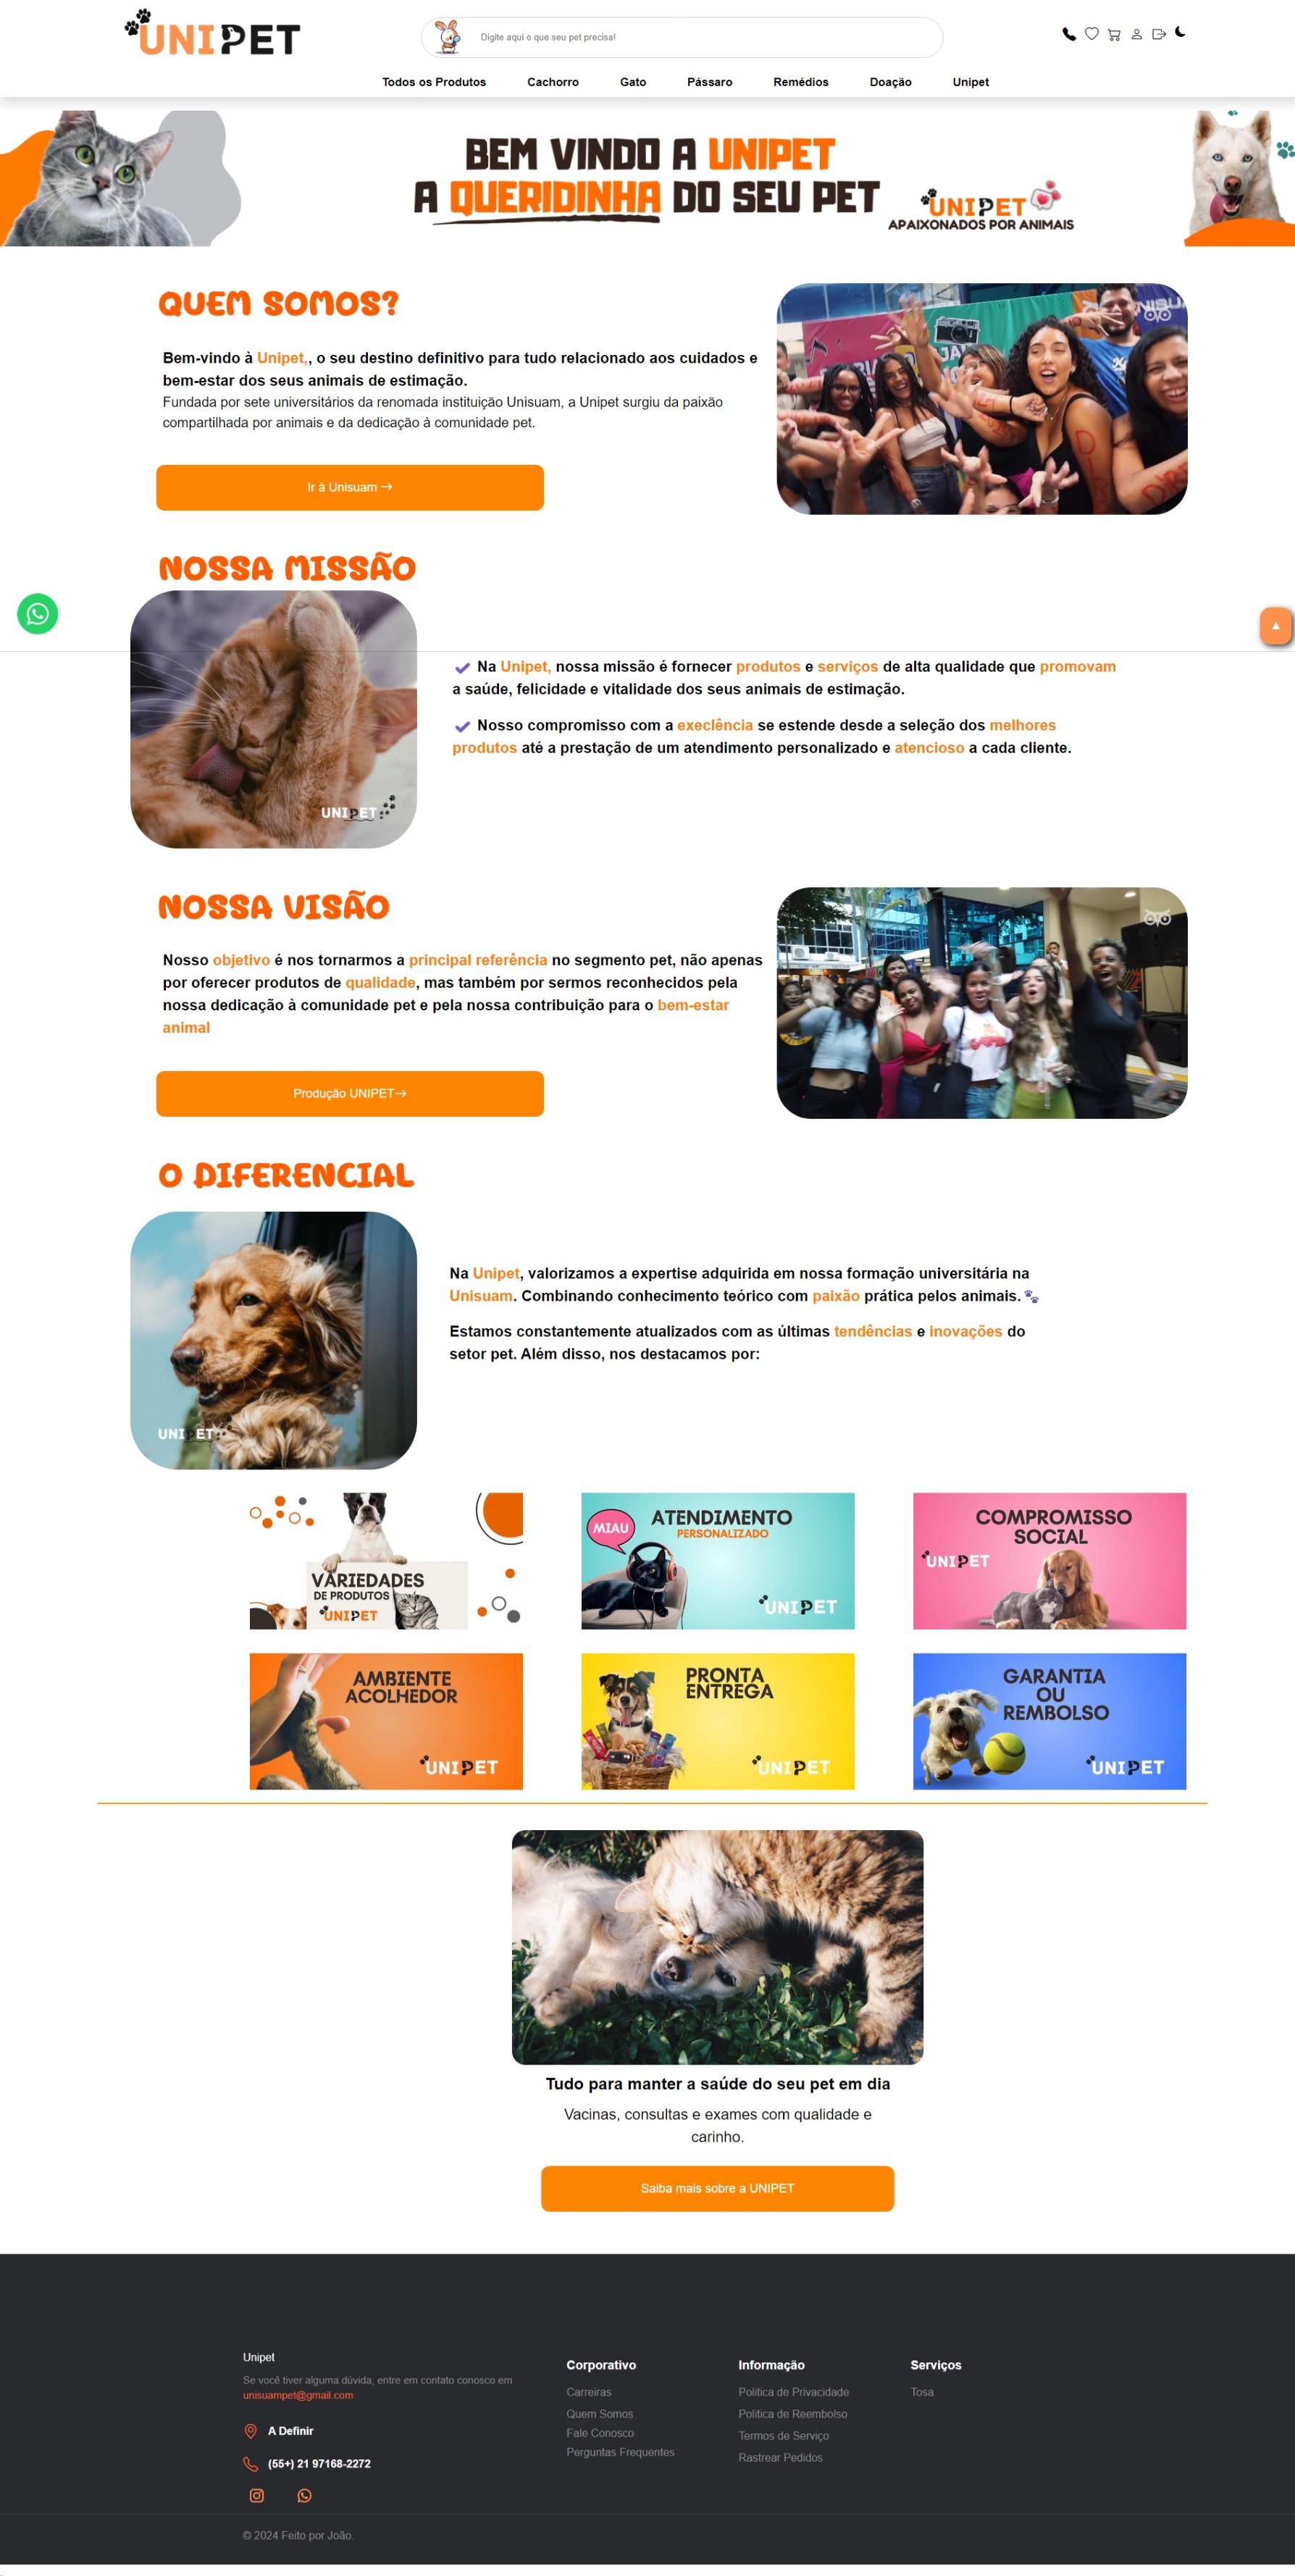 UNIPET
Digite aqui o que seu pet precisa!
Todos os Produtos Cachorro Gato Pássaro Remédios Doação Unipet
BEM VINDO A UNIPET
A QUERIDINHA DO SEU PET
UNIPET
APAIXONADOS POR ANIMAIS
QUEM SOMOS?
Bem-vindo à Unipet,, o seu destino definitivo para tudo relacionado aos cuidados e
bem-estar dos seus animais de estimação.
Fundada por sete universitários da renomada instituição Unisuam, a Unipet surgiu da paixão
compartilhada por animais e da dedicação à comunidade pet.
Ir à Unisuam →
NOSSA MISSÃO
▲
Na Unipet, nossa missão é fornecer produtos e serviços de alta qualidade que promovam
a saúde, felicidade e vitalidade dos seus animais de estimação.
Nosso compromisso com a execlência se estende desde a seleção dos melhores
produtos até a prestação de um atendimento personalizado e atencioso a cada cliente.
UNIPET
NOSSA VISÃO
Nosso objetivo é nos tornarmos a principal referência no segmento pet, não apenas
por oferecer produtos de qualidade, mas também por sermos reconhecidos pela
nossa dedicação à comunidade pet e pela nossa contribuição para o bem-estar
animal
Produção UNIPET→
O DIFERENCIAL
Na Unipet, valorizamos a expertise adquirida em nossa formação universitária na
Unisuam. Combinando conhecimento teórico com paixão prática pelos animais.
Estamos constantemente atualizados com as últimas tendências e inovações do
setor pet. Além disso, nos destacamos por:
UNIPET
VARIEDADES
DE PRODUTOS
UNIPET
MIAU
ATENDIMENTO
PERSONALIZADO
UNIPET
COMPROMISSO
SOCIAL
UNIPET
AMBIENTE
ACOLHEDOR
UNIPET
PRONTA
ENTREGA
UNIPET
GARANTIA
OU
REMBOLSO
UNIPET
Tudo para manter a saúde do seu pet em dia
Vacinas, consultas e exames com qualidade e
carinho.
Saiba mais sobre a UNIPET
Unipet
Se você tiver alguma dúvida, entre em contato conosco em
unisuampet@gmail.com
A Definir
(55+) 21 97168-2272
Corporativo
Carreiras
Quem Somos
Fale Conosco
Perguntas Frequentes
Informação
Politica de Privacidade
Politica de Reembolso
Termos de Serviço
Rastrear Pedidos
Serviços
Tosa
© 2024 Feito por João.